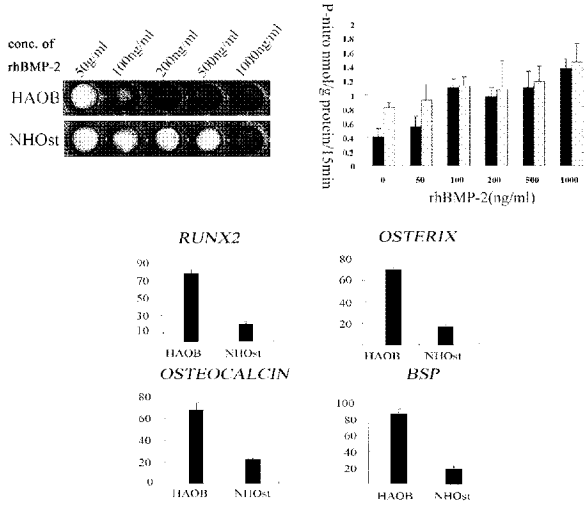 conc. of
rhBMP-2
50g/ml
100ng/ml
200ng/ml
500ng/ml
1000ng/ml
HAOB
NHOst
P-nitro nmol/g protein/15min
2
1.8
1.6
1.4
1.2
1
0.8
0.6
0.4
0.2
0
0 50 100 200 500 1000
rhBMP-2(ng/ml)
RUNX2
90
70
50
30
10
HAOB NHOst
OSTERIX
80
60
40
20
HAOB NHOst
OSTEOCALCIN
80
60
40
20
0
HAOB NHOst
BSP
100
80
60
40
20
HAOB NHOst